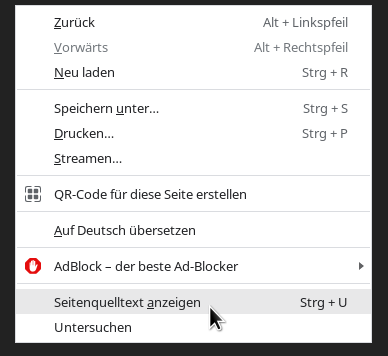 Zurück Alt + Linkspfeil
Vorwärts Alt + Rechtspfeil
Neu laden Strg + R
Speichern unter... Strg + S
Drucken... Strg + P
Streamen...
QR-Code für diese Seite erstellen
Auf Deutsch übersetzen
AdBlock – der beste Ad-Blocker
Seitenquelltext anzeigen Strg + U
Untersuchen